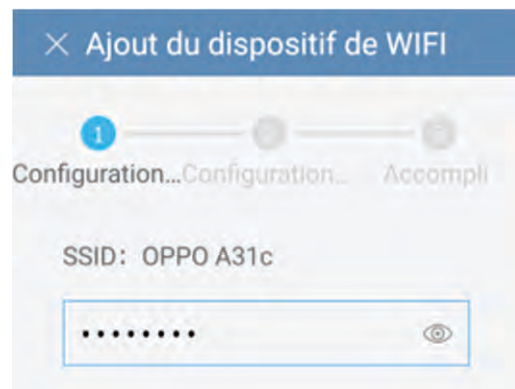 × Ajout du dispositif de WIFI
1
Configuration...Configuration... Accompli
SSID: OPPO A31c
••••••••